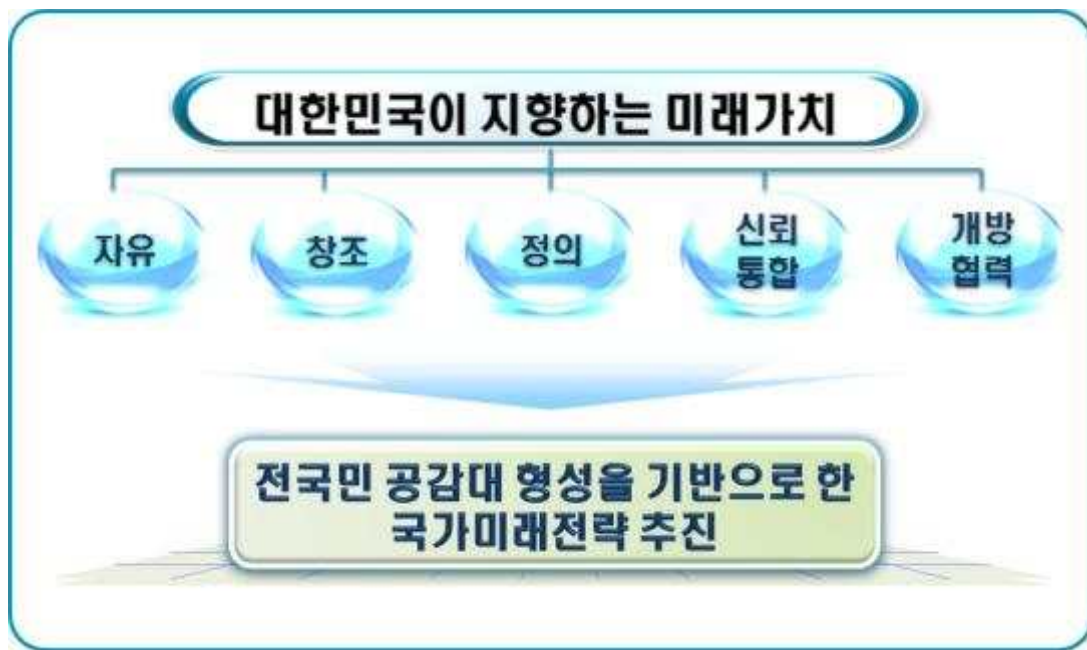 대한민국이 지향하는 미래가치
자유
창조
정의
신뢰
통합
개방
협력
전국민 공감대 형성을 기반으로 한
국가미래전략 추진